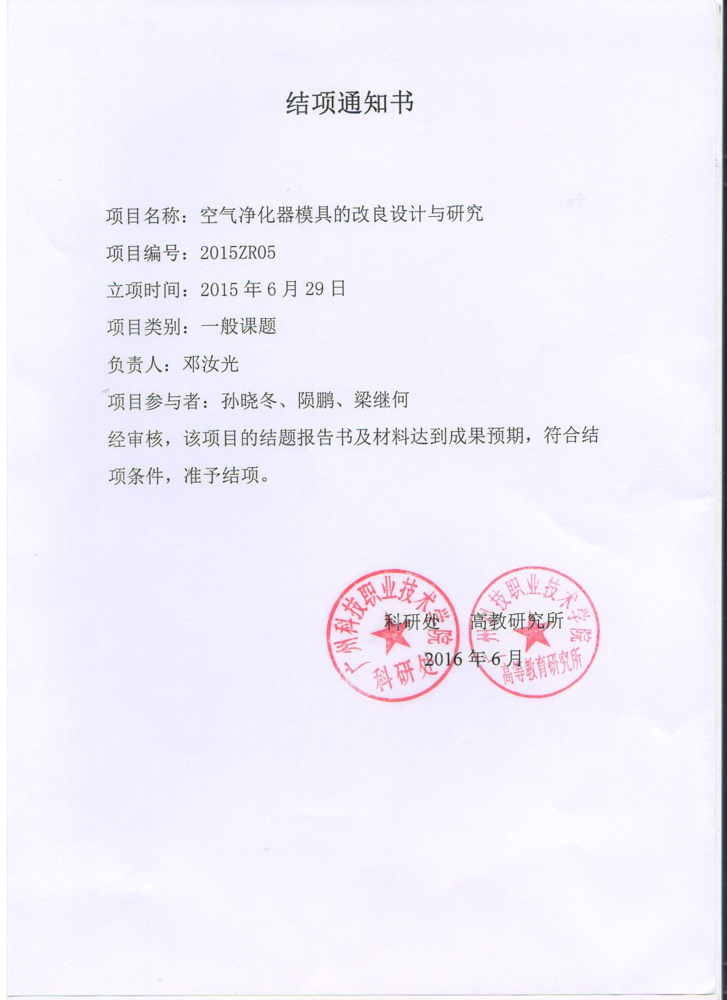 结项通知书
项目名称：空气净化器模具的改良设计与研究
项目编号：2015ZR05
立项时间：2015 年 6 月 29 日
项目类别：一般课题
负责人：邓汝光
项目参与者：孙晓冬、陨鹏、梁继何
经审核，该项目的结题报告书及材料达到成果预期，符合结
项条件，准予结项。
科研处 高教研究所
2016 年 6 月
广州科技职业技术学院
科研处
广州科技职业技术学院
高等教育研究所